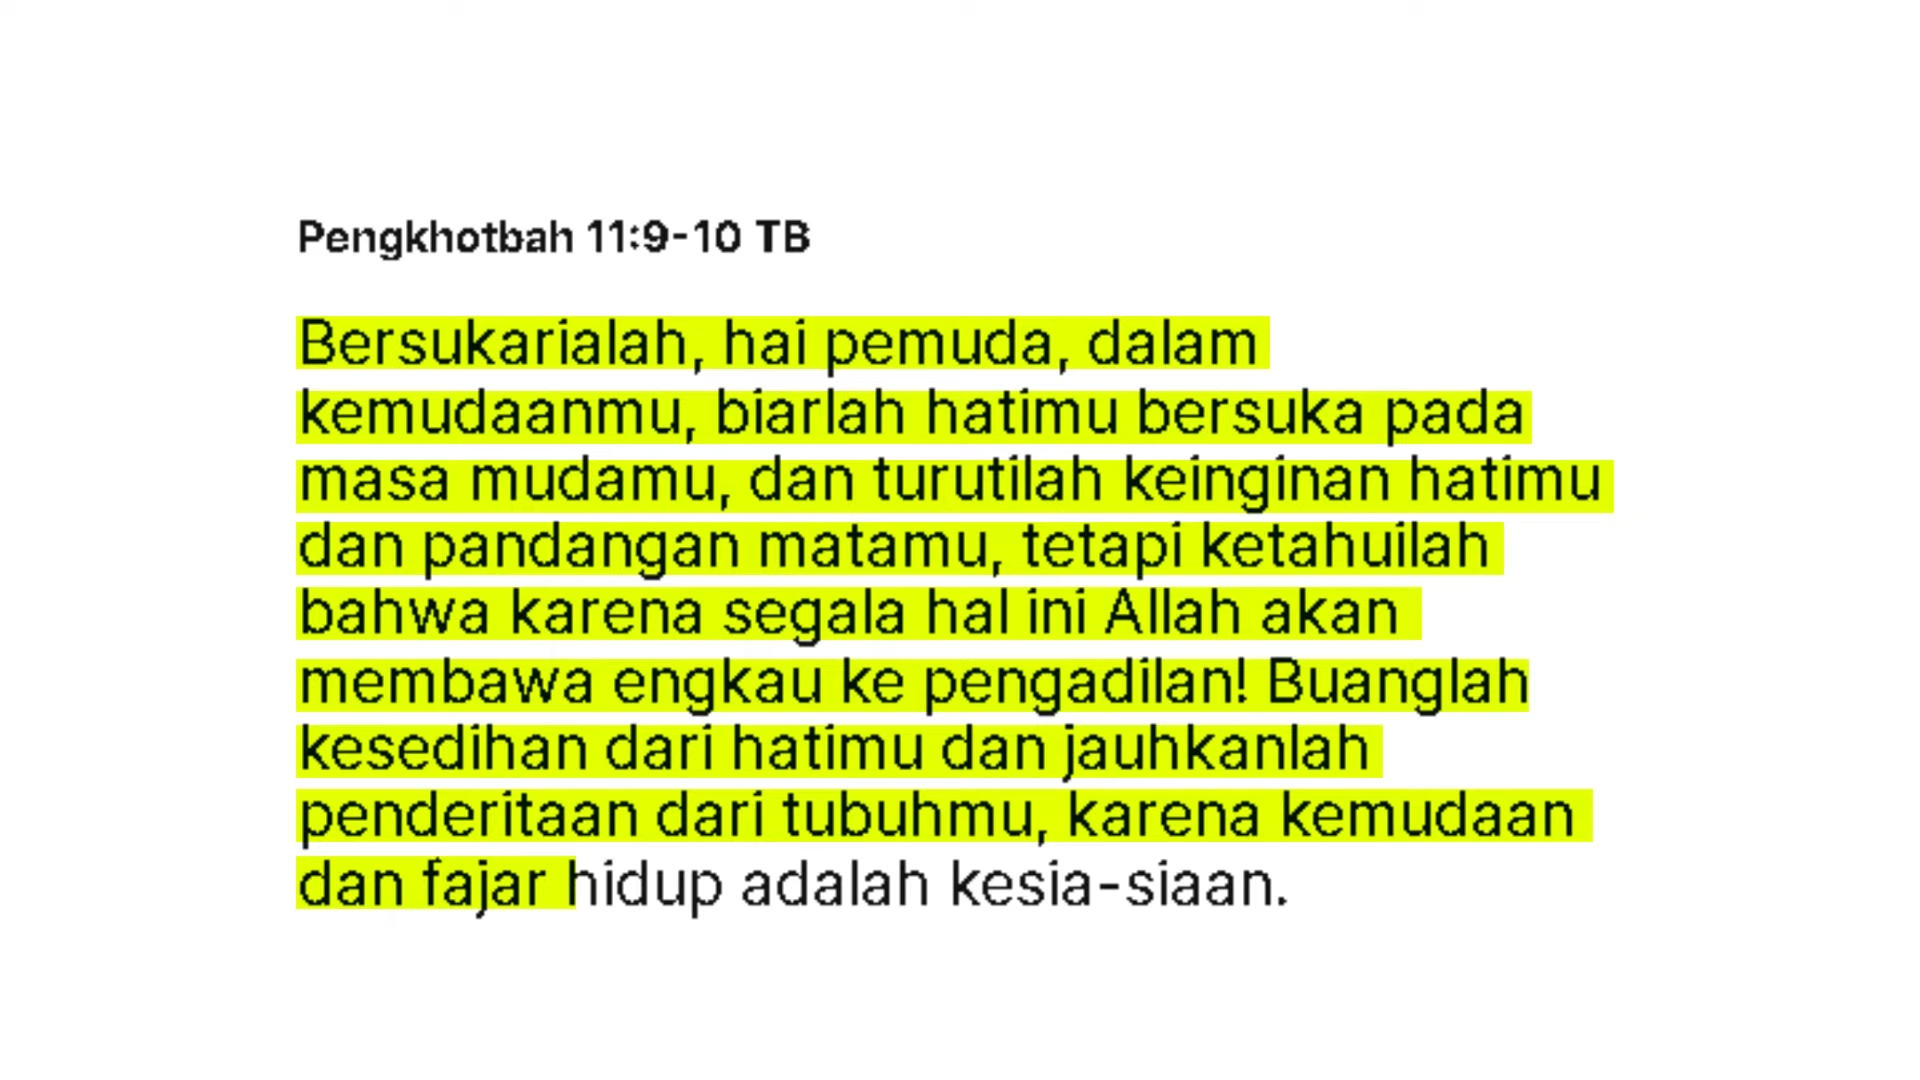 Pengkhotbah 11:9-10 TB
Bersukarialah, hai pemuda, dalam
kemudaanmu, biarlah hatimu bersuka pada
masa mudamu, dan turutilah keinginan hatimu
dan pandangan matamu, tetapi ketahuilah
bahwa karena segala hal ini Allah akan
membawa engkau ke pengadilan! Buanglah
kesedihan dari hatimu dan jauhkanlah
penderitaan dari tubuhmu, karena kemudaan
dan fajar hidup adalah kesia-siaan.